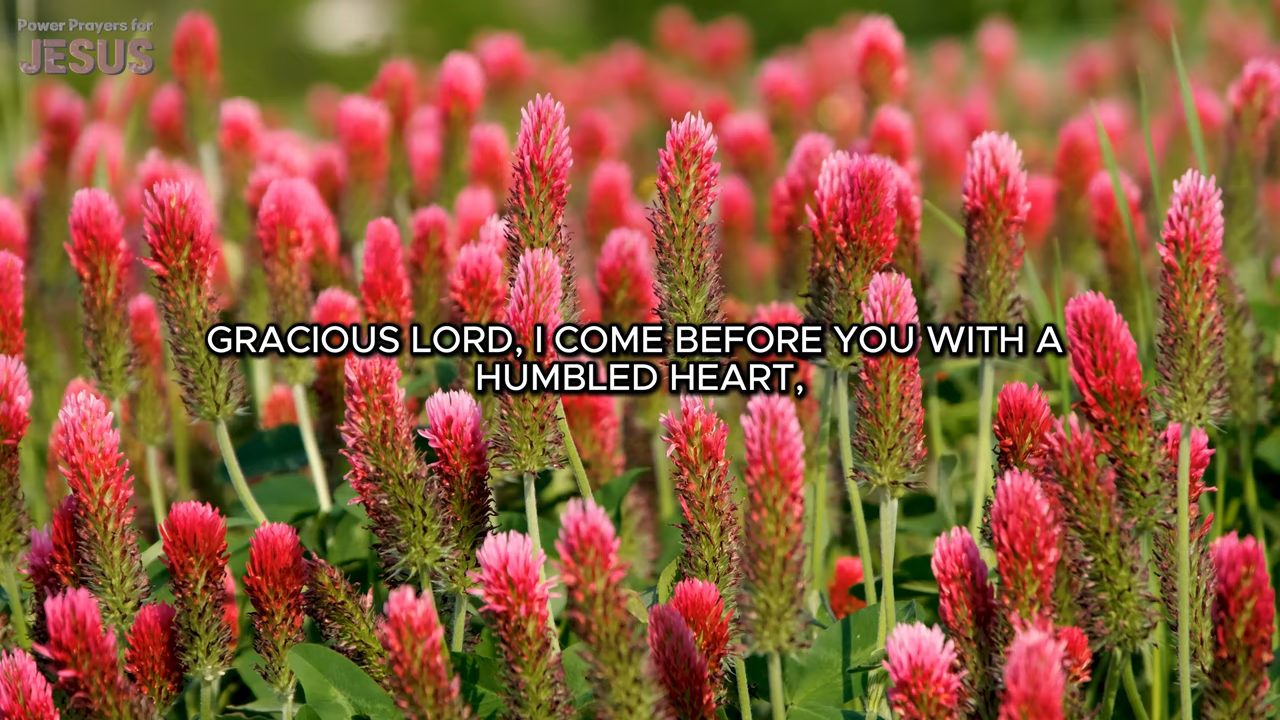 Power Prayers for
JESUS
GRACIOUS LORD, I COME BEFORE YOU WITH A
HUMBLED HEART,